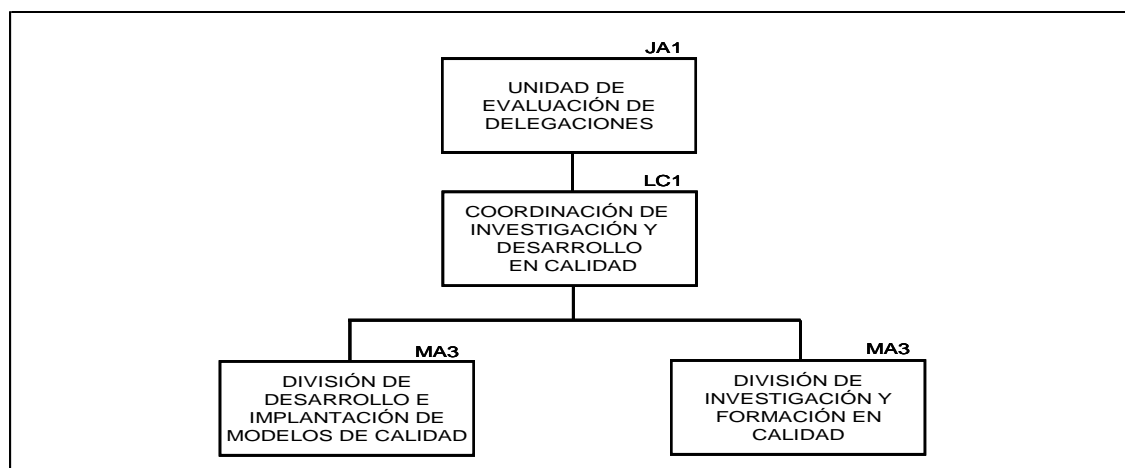 JA1
UNIDAD DE
EVALUACIÓN DE
DELEGACIONES
LC1
COORDINACIÓN DE
INVESTIGACIÓN Y
DESARROLLO
EN CALIDAD
MA3
DIVISIÓN DE
DESARROLLO E
IMPLANTACIÓN DE
MODELOS DE CALIDAD
MA3
DIVISIÓN DE
INVESTIGACIÓN Y
FORMACIÓN EN
CALIDAD